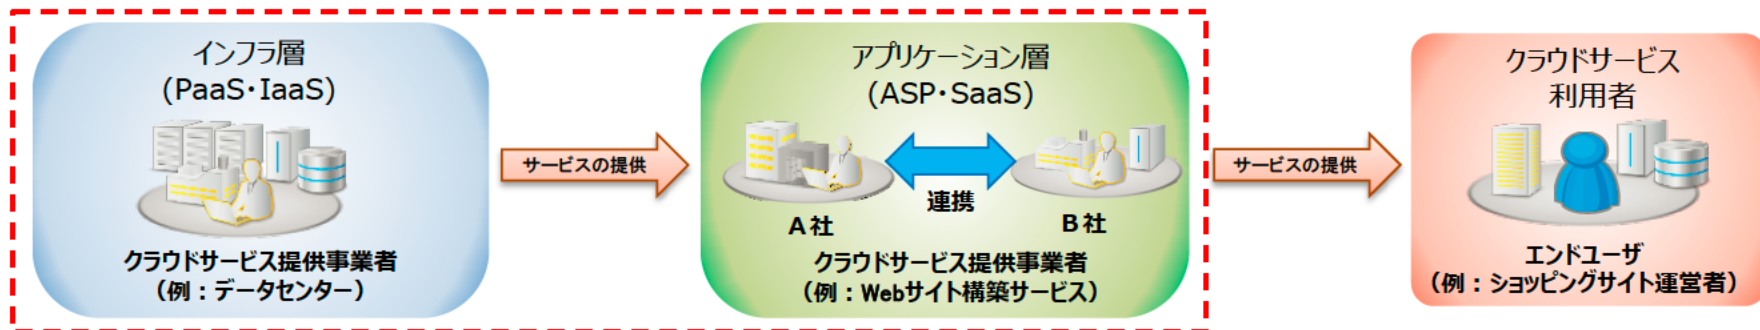 インフラ層
(PaaS・IaaS)
クラウドサービス提供事業者
（例：データセンター）
サービスの提供
アプリケーション層
(ASP・SaaS)
連携
A社
B社
クラウドサービス提供事業者
（例：Webサイト構築サービス）
サービスの提供
クラウドサービス
利用者
エンドユーザ
（例：ショッピングサイト運営者）